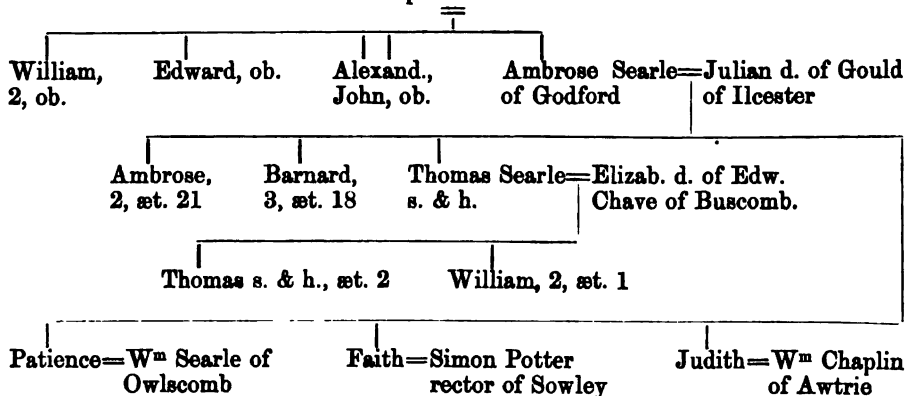 William, Edward, ob. Alexand., Ambrose Searle=Julian d. of Gould
2, ob. John, ob. of Godford of Ilcester
Ambrose, Barnard, Thomas Searle=Elizab. d. of Edw.
2, æt. 21 3, æt. 18 s. & h. Chave of Buscomb.
Thomas s. & h., æt. 2 William, 2, æt. 1
Patience=Wᵐ Searle of Faith=Simon Potter Judith=Wᵐ Chaplin
Owlscomb rector of Sowley of Awtrie